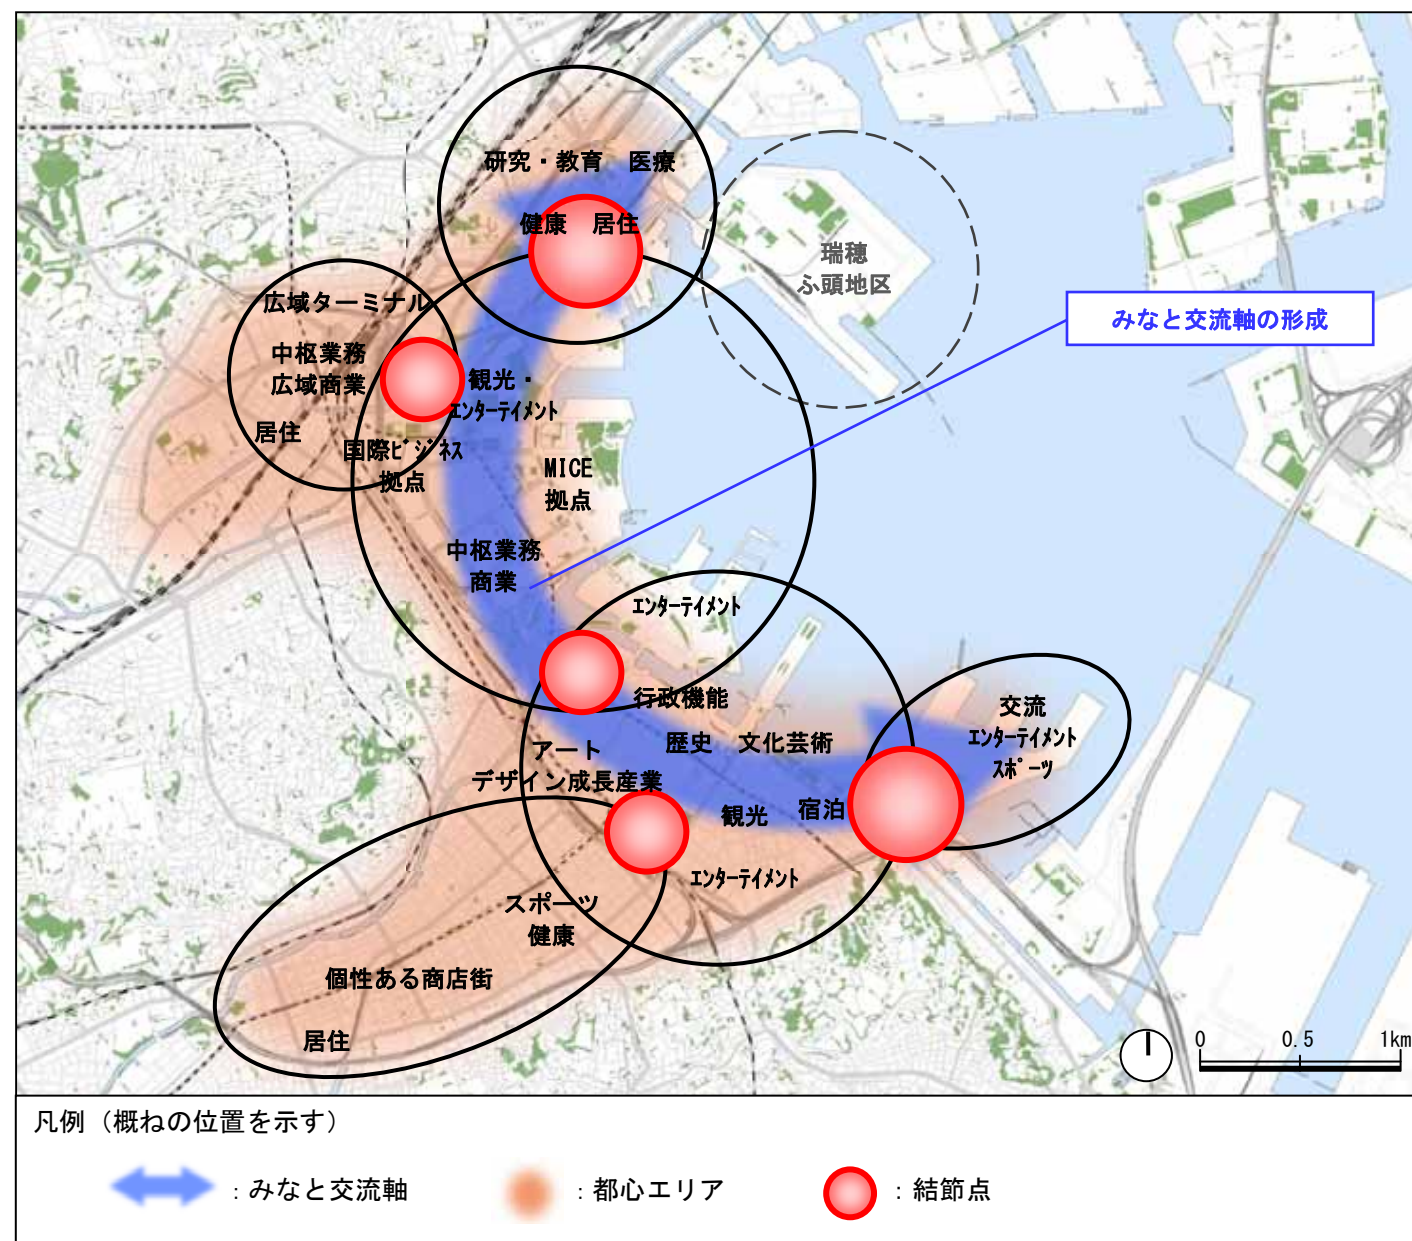 研究・教育　医療
健康　居住
瑞穂
ふ頭地区
広域ターミナル
みなと交流軸の形成
中枢業務
広域商業
観光・
ｴﾝﾀｰﾃｲﾒﾝﾄ
居住
国際ﾋﾞｼﾞﾈｽ
拠点
MICE
拠点
中枢業務
商業
ｴﾝﾀｰﾃｲﾒﾝﾄ
行政機能
交流
ｴﾝﾀｰﾃｲﾒﾝﾄ
ｽﾎﾟｰﾂ
歴史　文化芸術
アート
デザイン成長産業
観光
宿泊
ｴﾝﾀｰﾃｲﾒﾝﾄ
スポーツ
健康
個性ある商店街
居住
0 0.5 1km
凡例（概ねの位置を示す）
：みなと交流軸
：都心エリア
：結節点